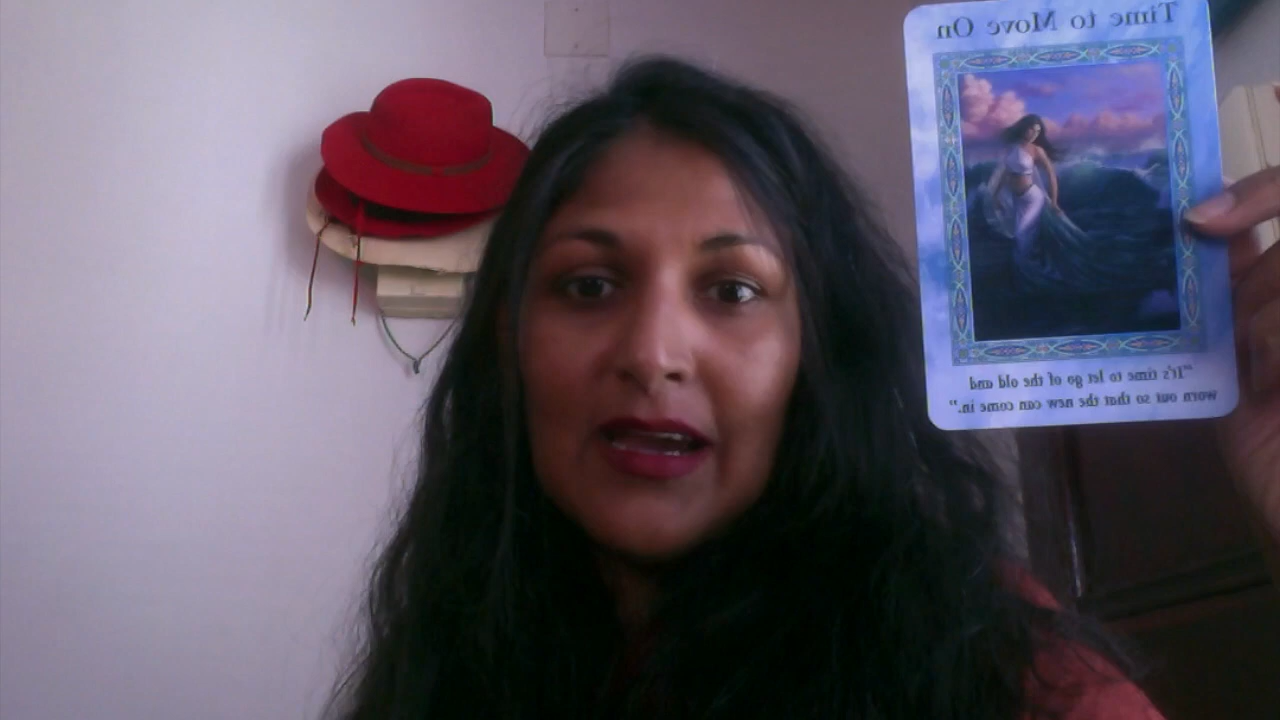 Time to Move On
"It's time to let go of the old and
worn out so that the new can come in."